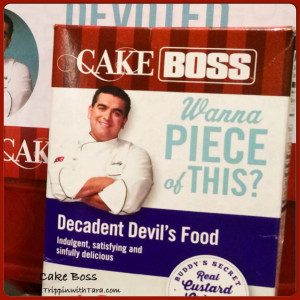 DEVOTED
CAKE BOSS
Wanna
PIECE
of THIS?
Decadent Devil's Food
Indulgent, satisfying and
sinfully delicious
BUDDY'S SECRET
Real
Custard
CA
Cake Boss
TrippinwithTara.com